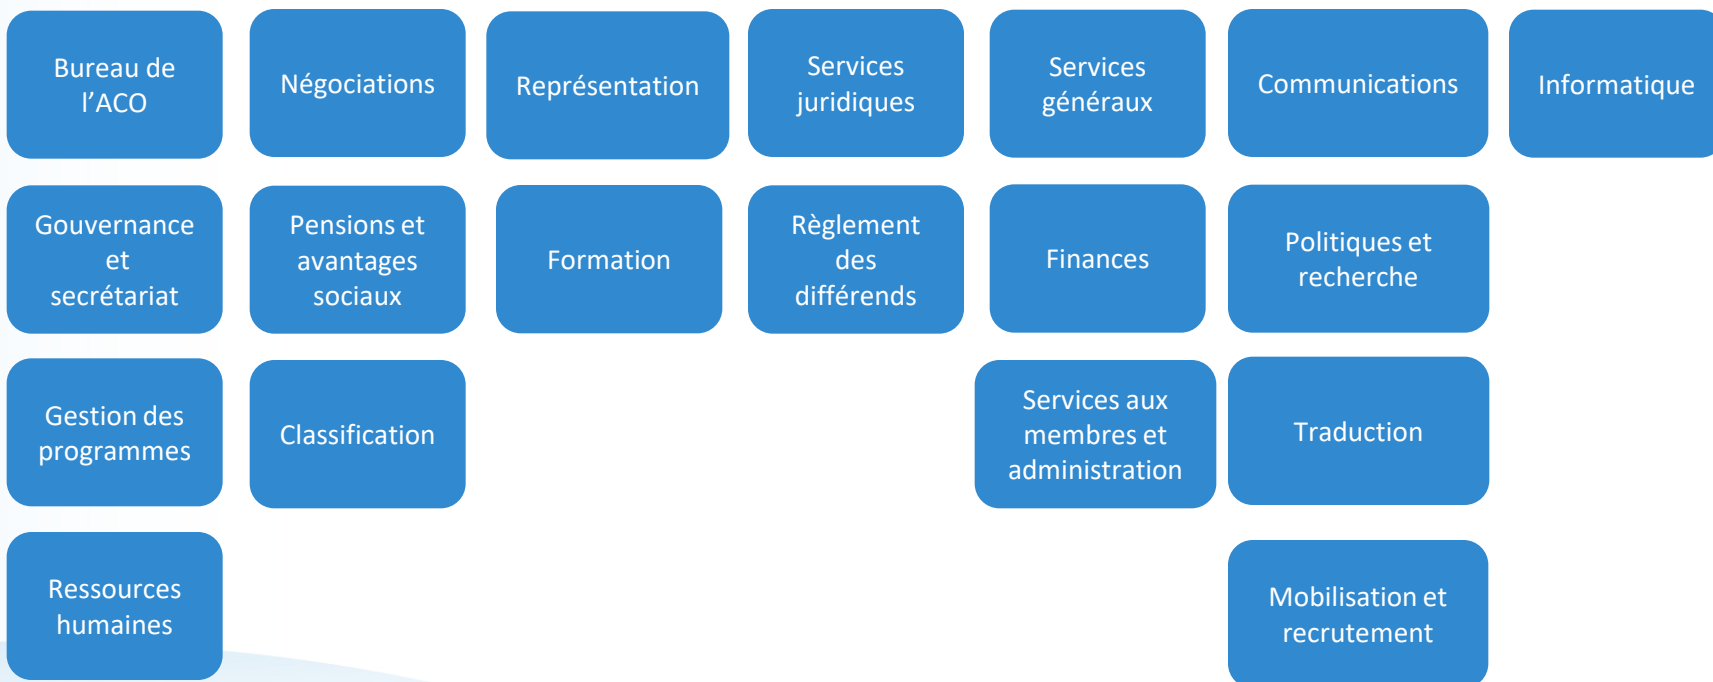 Bureau de
l’ACO
Négociations
Représentation
Services
juridiques
Services
généraux
Communications
Informatique
Gouvernance
et
secrétariat
Pensions et
avantages
sociaux
Formation
Règlement
des
différends
Finances
Politiques et
recherche
Gestion des
programmes
Classification
Services aux
membres et
administration
Traduction
Ressources
humaines
Mobilisation et
recrutement